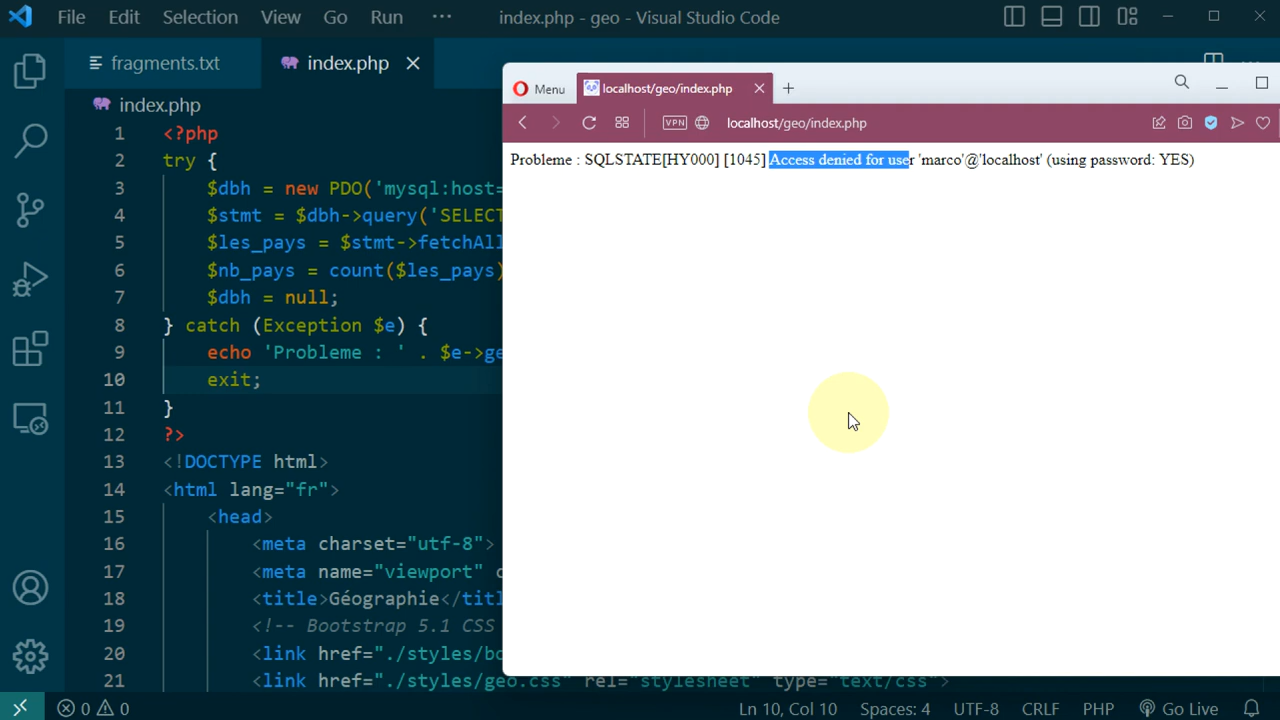 File Edit Selection View Go Run ··· index.php - geo - Visual Studio Code
fragments.txt index.php
index.php
1 <?php
2 try {
3 $dbh = new PDO('mysql:host=
4 $stmt = $dbh->query('SELECT
5 $les_pays = $stmt->fetchAll
6 $nb_pays = count($les_pays)
7 $dbh = null;
8 } catch (Exception $e) {
9 echo 'Probleme : ' . $e->ge
10 exit;
11 }
12 ?>
13 <!DOCTYPE html>
14 <html lang="fr">
15 <head>
16 <meta charset="utf-8">
17 <meta name="viewport" c
18 <title>Géographie</titl
19 <!-- Bootstrap 5.1 CSS
20 <link href="./styles/bo
21 <link href="./styles/geo.css" rel="stylesheet" type="text/css">
Menu localhost/geo/index.php
VPN localhost/geo/index.php
Probleme : SQLSTATE[HY000] [1045] Access denied for user 'marco'@'localhost' (using password: YES)
0 0 Ln 10, Col 10 Spaces: 4 UTF-8 CRLF PHP Go Live